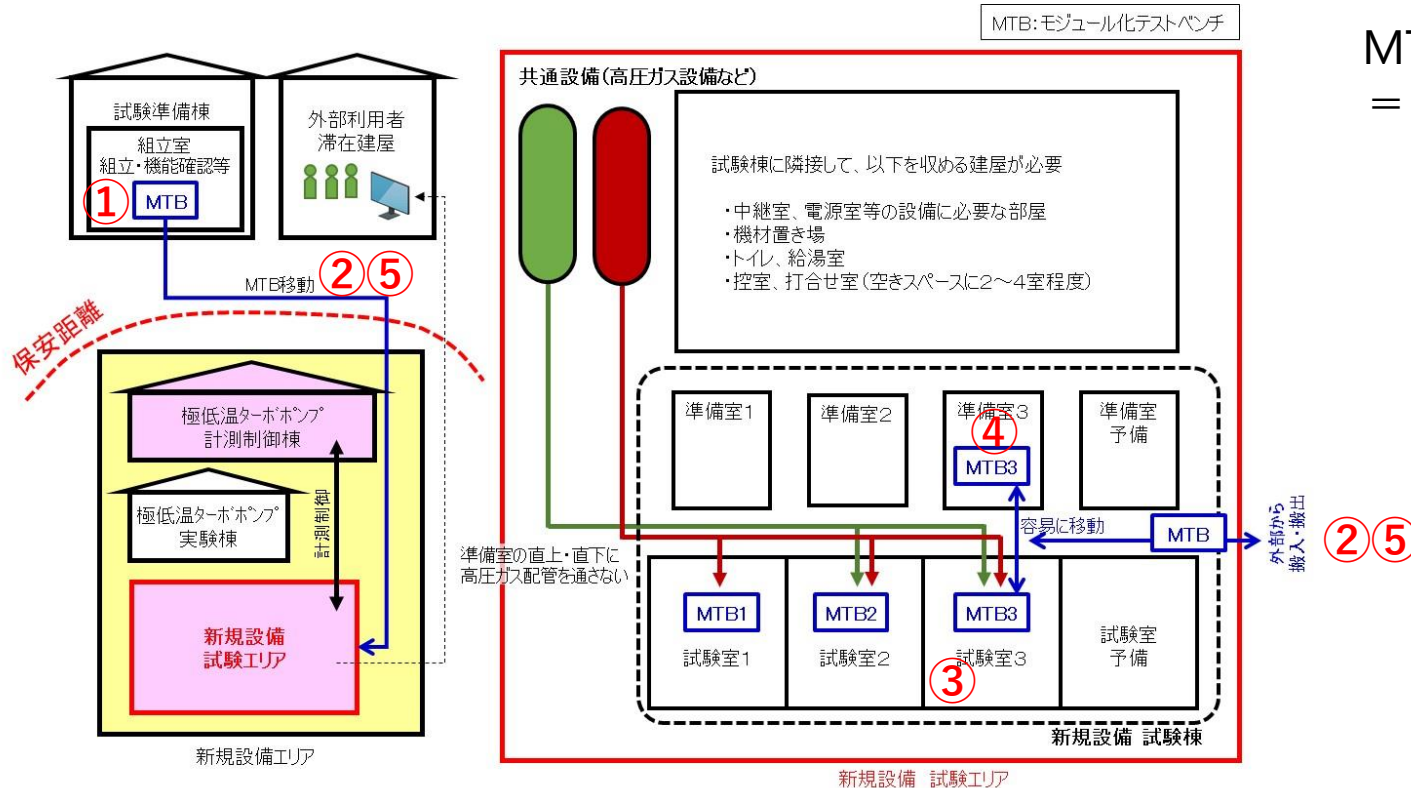 MTB:モジュール化テストベンチ
MT
=
試験準備棟
組立室
組立・機能確認等
①
MTB
外部利用者
滞在建屋
MTB移動
②⑤
保安距離
極低温ターボポンプ
計測制御棟
極低温ターボポンプ
実験棟
計測制御
新規設備
試験エリア
新規設備エリア
共通設備(高圧ガス設備など)
試験棟に隣接して、以下を収める建屋が必要
・中継室、電源室等の設備に必要な部屋
・機材置き場
・トイレ、給湯室
・控室、打合せ室(空きスペースに2~4室程度)
準備室1
準備室2
準備室3
④
MTB3
準備室
予備
容易に移動
MTB
外部から
搬入・搬出
②⑤
準備室の直上・直下に
高圧ガス配管を通さない
MTB1
試験室1
MTB2
試験室2
MTB3
試験室3
③
試験室
予備
新規設備 試験棟
新規設備 試験エリア